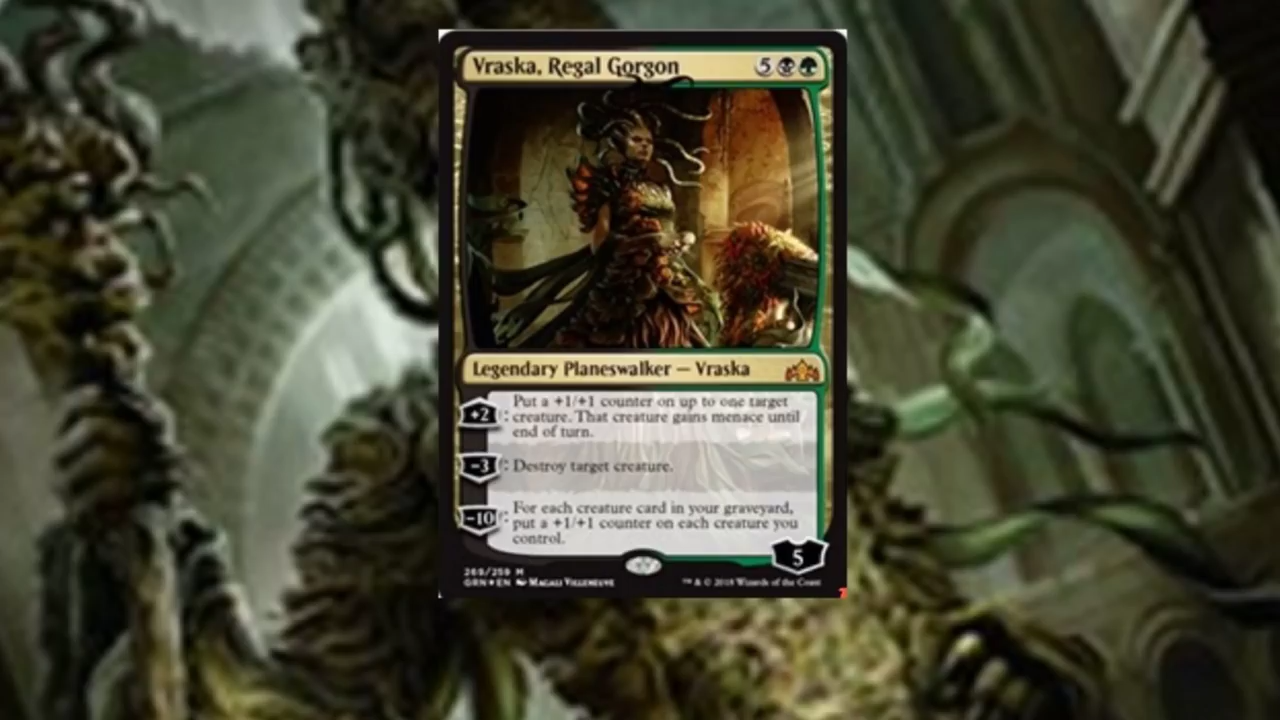 Vraska, Regal Gorgon 5
Legendary Planeswalker — Vraska
+2: Put a +1/+1 counter on up to one target
creature. That creature gains menace until
end of turn.
-3: Destroy target creature.
-10: For each creature card in your graveyard,
put a +1/+1 counter on each creature you
control.
5
269/259 M
GRN EN Magali Villeneuve
™ & © 2018 Wizards of the Coast